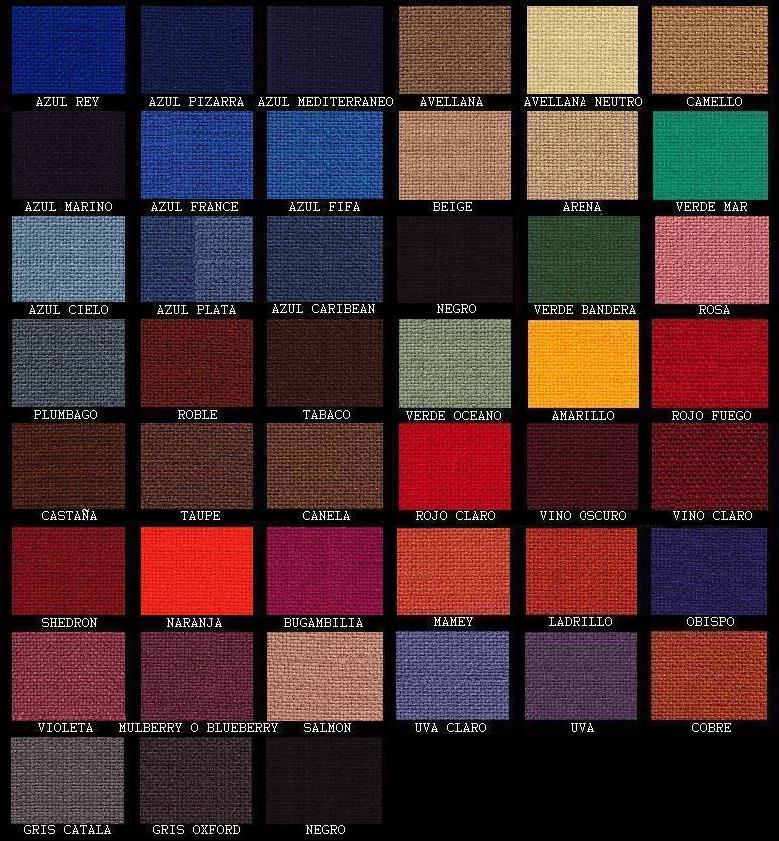 AZUL REY AZUL PIZARRA AZUL MEDITERRANEO AVELLANA AVELLANA NEUTRO CAMELLO
AZUL MARINO AZUL FRANCE AZUL FIFA BEIGE ARENA VERDE MAR
AZUL CIELO AZUL PLATA AZUL CARIBEAN NEGRO VERDE BANDERA ROSA
PLUMBAGO ROBLE TABACO VERDE OCEANO AMARILLO ROJO FUEGO
CASTAÑA TAUPE CANELA ROJO CLARO VINO OSCURO VINO CLARO
SHEDRON NARANJA BUGAMBILIA MAMEY LADRILLO OBISPO
VIOLETA MULBERRY O BLUEBERRY SALMON UVA CLARO UVA COBRE
GRIS CATALA GRIS OXFORD NEGRO